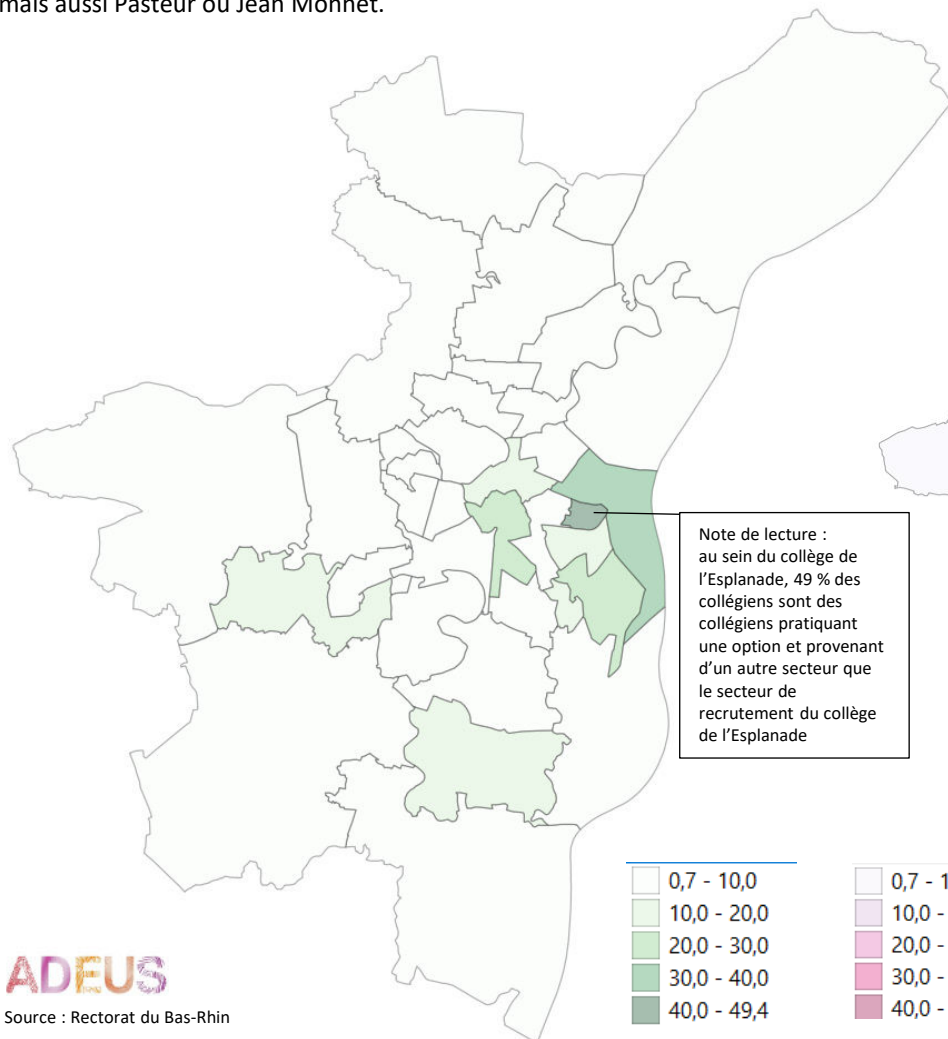 mais aussi Pasteur ou Jean Monnet.
Note de lecture :
au sein du collège de
l'Esplanade, 49 % des
collégiens sont des
collégiens pratiquant
une option et provenant
d'un autre secteur que
le secteur de
recrutement du collège
de l'Esplanade
0,7 - 10,0
10,0 - 20,0
20,0 - 30,0
30,0 - 40,0
40,0 - 49,4
0,7 - 1
10,0 -
20,0 -
30,0 -
40,0 -
ADEUS
Source : Rectorat du Bas-Rhin